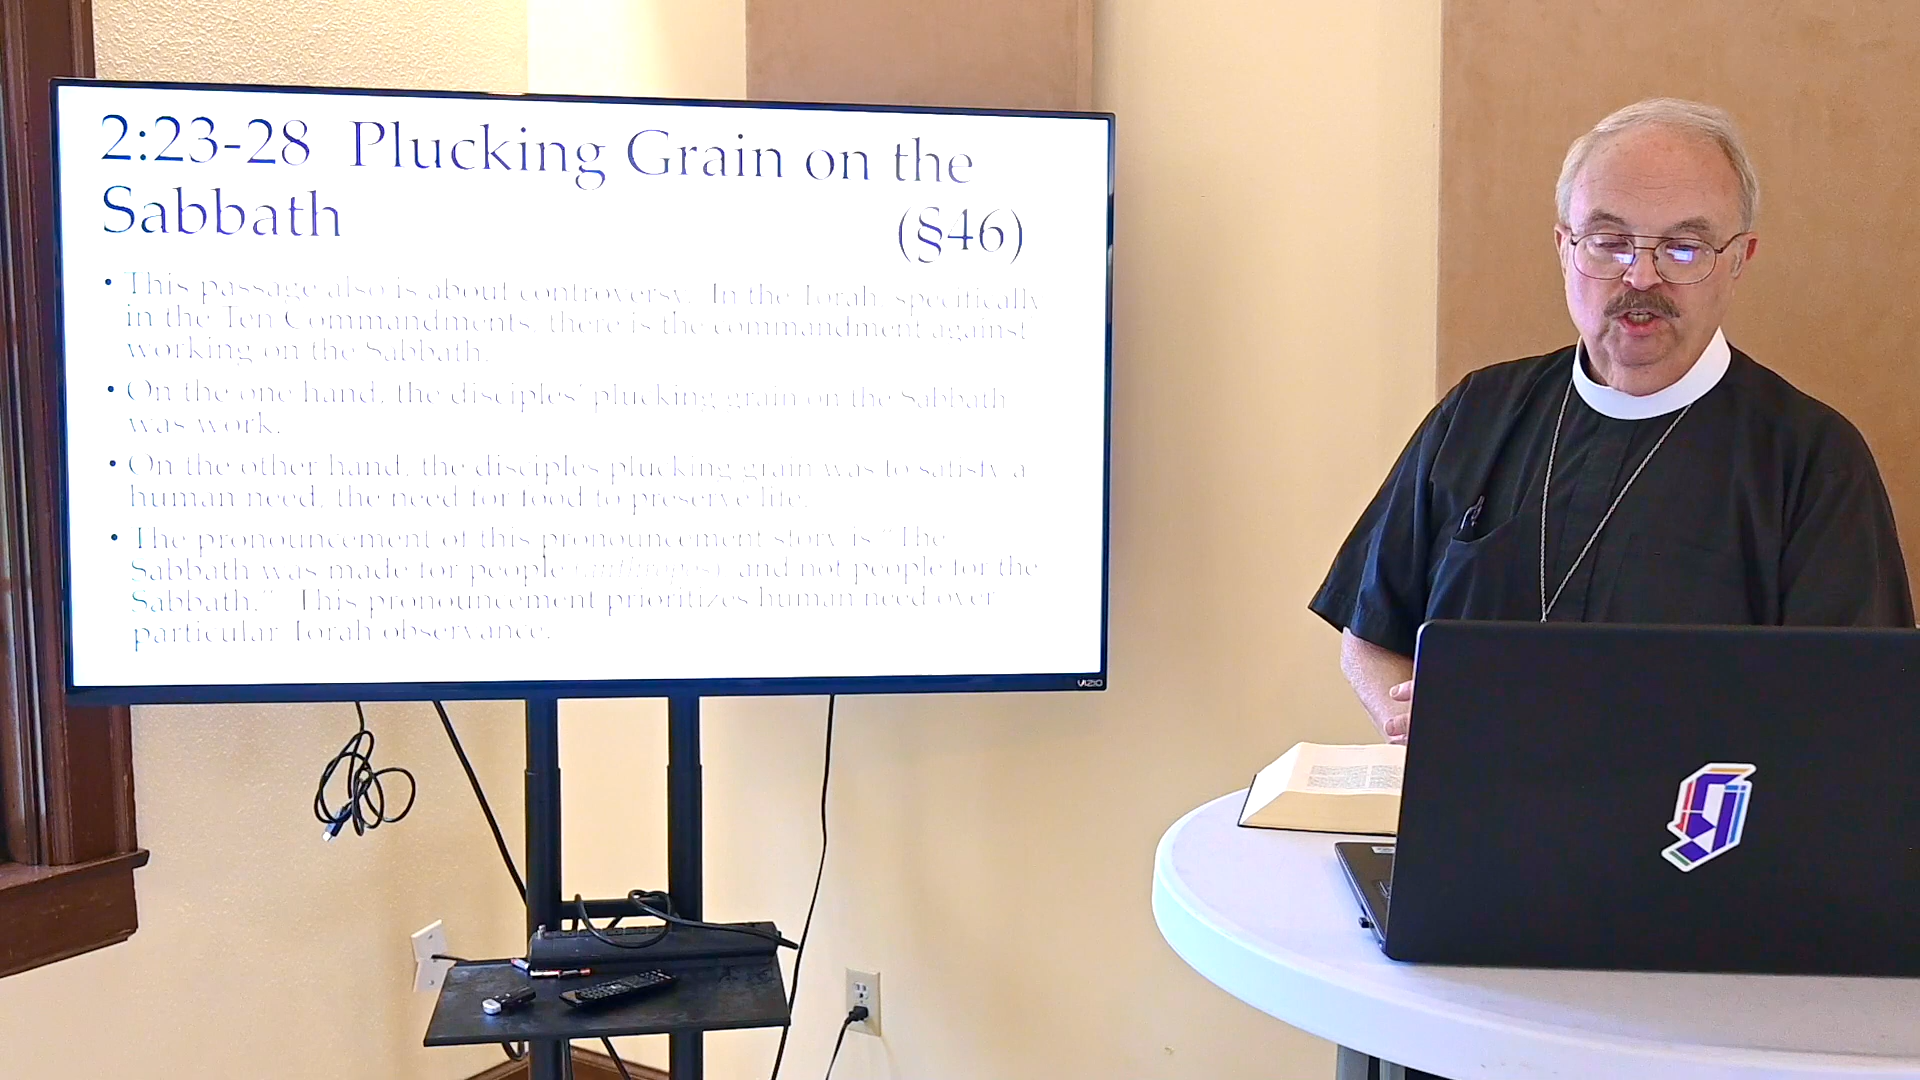 2:23-28 Plucking Grain on the
Sabbath (§46)
• This passage also is about controversy. In the Torah, specifically
in the Ten Commandments, there is the commandment against
working on the Sabbath.
• On the one hand, the disciples' plucking grain on the Sabbath
was work.
• On the other hand, the disciples plucking grain was to satisfy a
human need, the need for food to preserve life.
• The pronouncement of this pronouncement story is "The
Sabbath was made for people (anthropos), and not people for the
Sabbath." This pronouncement prioritizes human need over
particular Torah observance.
VIZIO